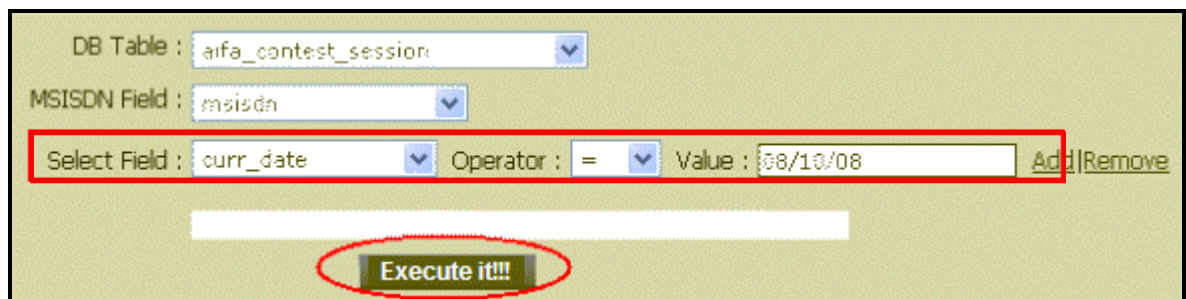 DB Table : aifa_contest_session
MSISDN Field : msisdn
Select Field : curr_date Operator : = Value : 08/10/08 Add|Remove
Execute it!!!